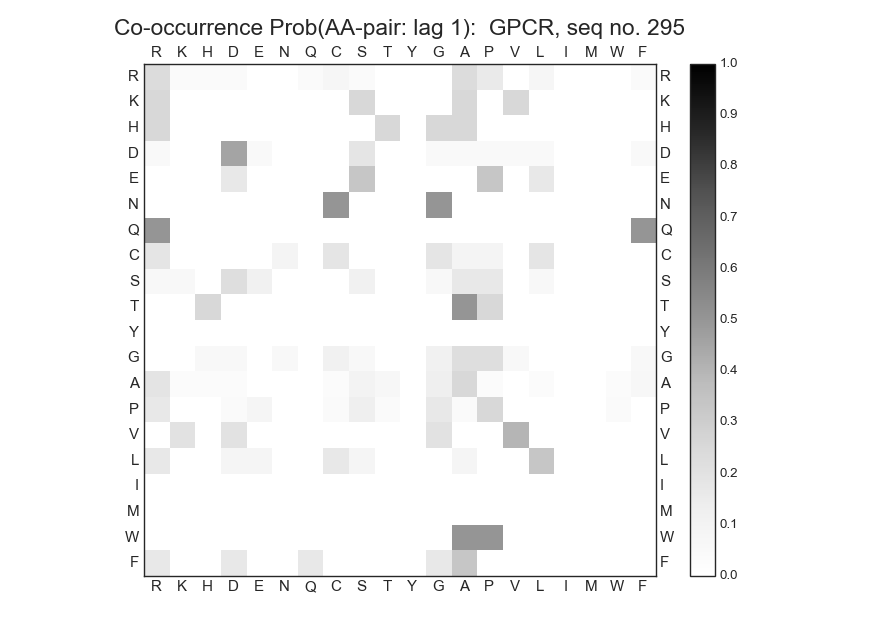 Co-occurrence Prob(AA-pair: lag 1):  GPCR, seq no. 295
R K H D E N Q C S T Y G A P V L I M W F
R R 1.0
K K 0.9
H H
D D 0.8
E E
N N 0.7
Q Q 0.6
C C
S S 0.5
T T
Y Y
G G 0.4
A A
P P 0.3
V V
L L 0.2
I I
M M 0.1
W W
F F 0.0
R K H D E N Q C S T Y G A P V L I M W F